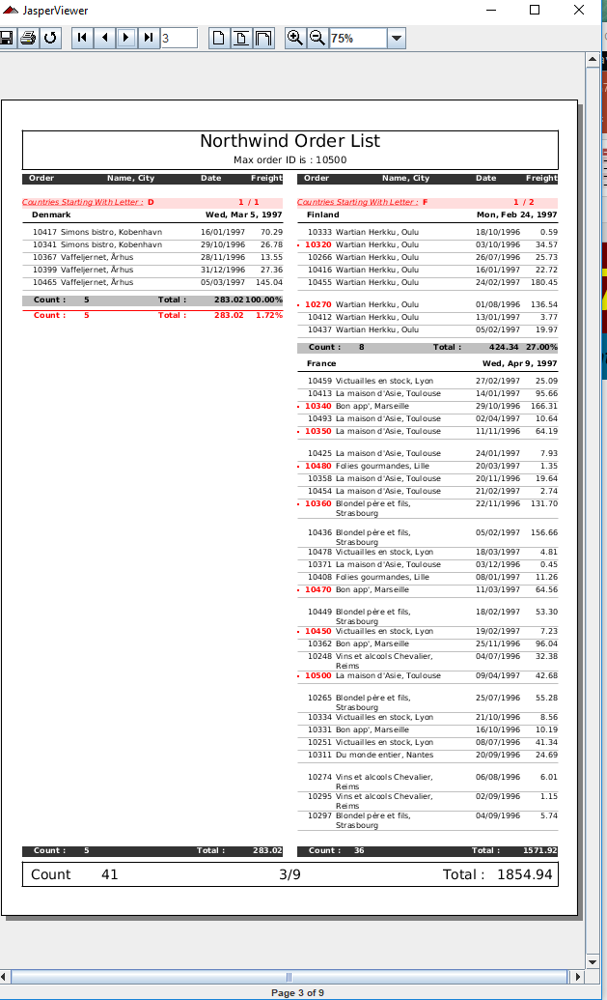 JasperViewer
3
75%
Northwind Order List
Max order ID is : 10500
Order Name, City Date Freight
Countries Starting With Letter : D 1 / 1
Denmark Wed, Mar 5, 1997
10417 Simons bistro, Kobenhavn 16/01/1997 70.29
10341 Simons bistro, Kobenhavn 29/10/1996 26.78
10367 Vaffeljernet, Århus 28/11/1996 13.55
10399 Vaffeljernet, Århus 31/12/1996 27.36
10465 Vaffeljernet, Århus 05/03/1997 145.04
Count : 5 Total : 283.02 100.00%
Count : 5 Total : 283.02 1.72%
Count : 5 Total : 283.02
Order Name, City Date Freight
Countries Starting With Letter : F 1 / 2
Finland Mon, Feb 24, 1997
10333 Wartian Herkku, Oulu 18/10/1996 0.59
10320 Wartian Herkku, Oulu 03/10/1996 34.57
10266 Wartian Herkku, Oulu 26/07/1996 25.73
10416 Wartian Herkku, Oulu 16/01/1997 22.72
10455 Wartian Herkku, Oulu 24/02/1997 180.45
10270 Wartian Herkku, Oulu 01/08/1996 136.54
10412 Wartian Herkku, Oulu 13/01/1997 3.77
10437 Wartian Herkku, Oulu 05/02/1997 19.97
Count : 8 Total : 424.34 27.00%
France Wed, Apr 9, 1997
10459 Victuailles en stock, Lyon 27/02/1997 25.09
10413 La maison d'Asie, Toulouse 14/01/1997 95.66
10340 Bon app', Marseille 29/10/1996 166.31
10493 La maison d'Asie, Toulouse 02/04/1997 10.64
10350 La maison d'Asie, Toulouse 11/11/1996 64.19
10425 La maison d'Asie, Toulouse 24/01/1997 7.93
10480 Folies gourmandes, Lille 20/03/1997 1.35
10358 La maison d'Asie, Toulouse 20/11/1996 19.64
10454 La maison d'Asie, Toulouse 21/02/1997 2.74
10360 Blondel père et fils, 22/11/1996 131.70
Strasbourg
10436 Blondel père et fils, 05/02/1997 156.66
Strasbourg
10478 Victuailles en stock, Lyon 18/03/1997 4.81
10371 La maison d'Asie, Toulouse 03/12/1996 0.45
10408 Folies gourmandes, Lille 08/01/1997 11.26
10470 Bon app', Marseille 11/03/1997 64.56
10449 Blondel père et fils, 18/02/1997 53.30
Strasbourg
10450 Victuailles en stock, Lyon 19/02/1997 7.23
10362 Bon app', Marseille 25/11/1996 96.04
10248 Vins et alcools Chevalier, 04/07/1996 32.38
Reims
10500 La maison d'Asie, Toulouse 09/04/1997 42.68
10265 Blondel père et fils, 25/07/1996 55.28
Strasbourg
10334 Victuailles en stock, Lyon 21/10/1996 8.56
10331 Bon app', Marseille 16/10/1996 10.19
10251 Victuailles en stock, Lyon 08/07/1996 41.34
10311 Du monde entier, Nantes 20/09/1996 24.69
10274 Vins et alcools Chevalier, 06/08/1996 6.01
Reims
10295 Vins et alcools Chevalier, 02/09/1996 1.15
Reims
10297 Blondel père et fils, 04/09/1996 5.74
Strasbourg
Count : 36 Total : 1571.92
Count 41 3/9 Total : 1854.94
Page 3 of 9